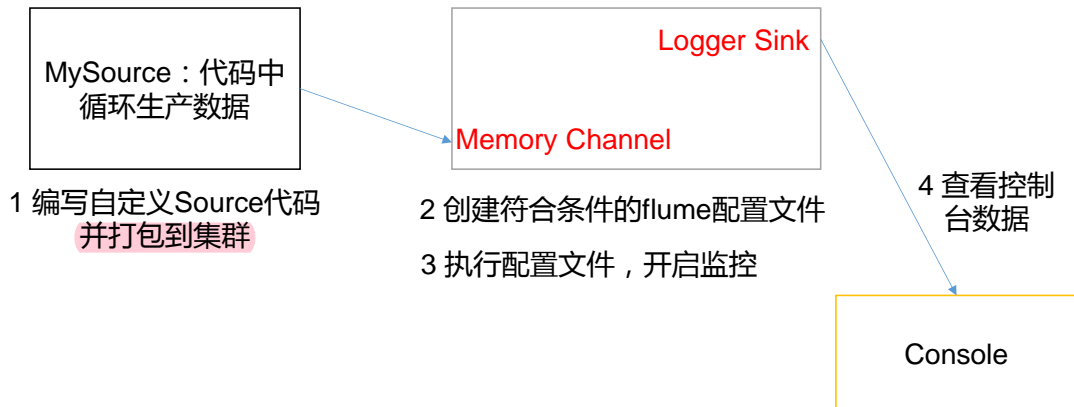 MySource：代码中
循环生产数据
1 编写自定义Source代码
并打包到集群
Logger Sink
Memory Channel
2 创建符合条件的flume配置文件
3 执行配置文件，开启监控
4 查看控制
台数据
Console